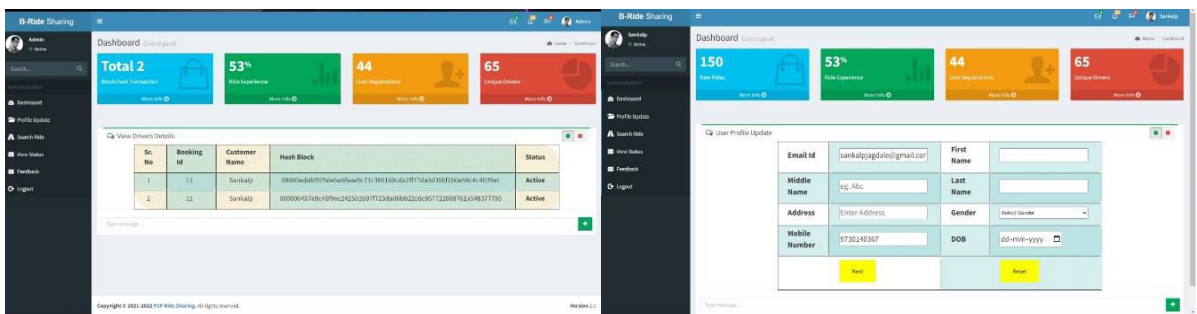 B-Ride Sharing
Admin
Admin
Online
Dashboard Control panel
Home Dashboard
Search...
Total 2
Blockchain Transaction
More info
53%
Ride Experience
More info
44
User Registrations
More info
65
Unique Drivers
More info
Dashboard
Profile Update
Search Ride
View Status
Feedback
Logout
View Drivers Details
Sr. No Booking Id Customer Name Hash Block Status
1 11 Sankalp Active
2 11 Sankalp Active
Type message...
Copyright © 2021-2022 P2P Ride Sharing. All rights reserved.
Version
B-Ride Sharing
Sankalp
Sankalp
Online
Dashboard Control panel
Home Dashboard
Search...
150
New Rides
More info
53%
Ride Experience
More info
44
User Registrations
More info
65
Unique Drivers
More info
Dashboard
Profile Update
Search Ride
View Status
Feedback
Logout
User Profile Update
Email Id sankalpjagdale@gmail.cor First Name
Middle Name eg. Abc Last Name
Address Enter Address Gender Select Gender
Mobile Number 9730140367 DOB dd-mm-yyyy
Next Reset
Type message...